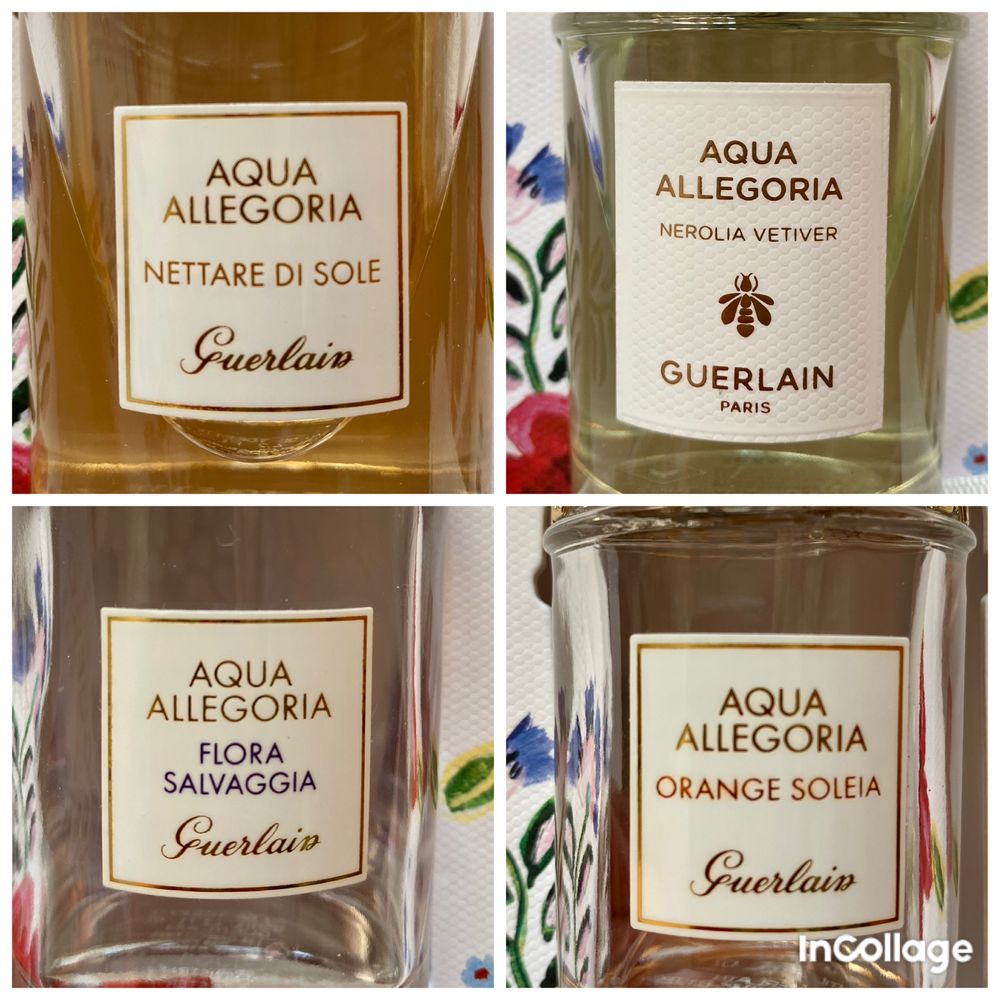 AQUA
ALLEGORIA
NETTARE DI SOLE
Guerlain
AQUA
ALLEGORIA
NEROLIA VETIVER
GUERLAIN
PARIS
AQUA
ALLEGORIA
FLORA
SALVAGGIA
Guerlain
AQUA
ALLEGORIA
ORANGE SOLEIA
Guerlain
InCollage